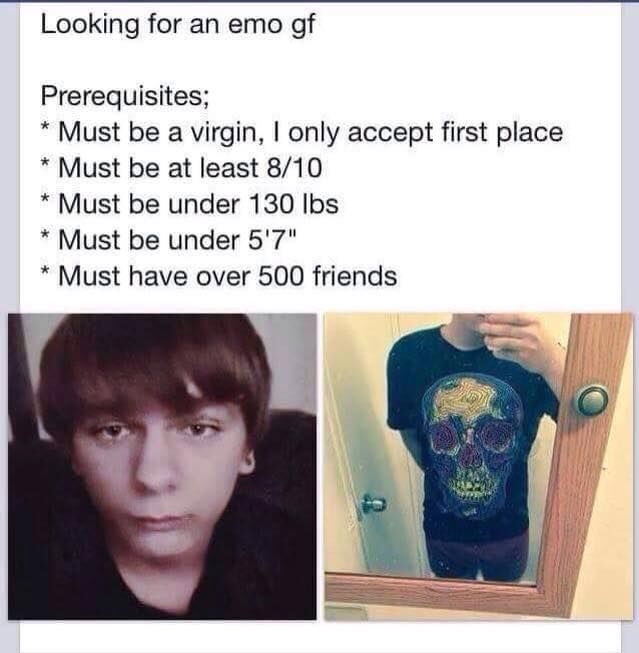 Looking for an emo gf
Prerequisites;
* Must be a virgin, I only accept first place
* Must be at least 8/10
* Must be under 130 lbs
* Must be under 5'7"
* Must have over 500 friends